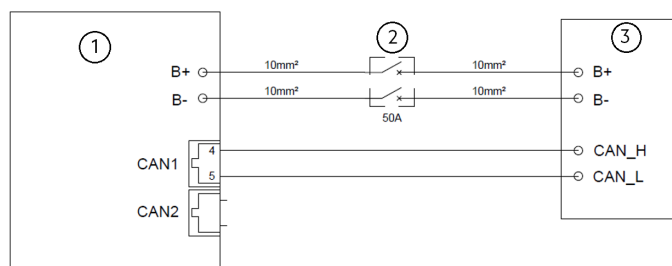 1
2
3
B+ 10mm² 10mm² B+
B- 10mm² 10mm² B-
50A
CAN1 4 CAN_H
5 CAN_L
CAN2